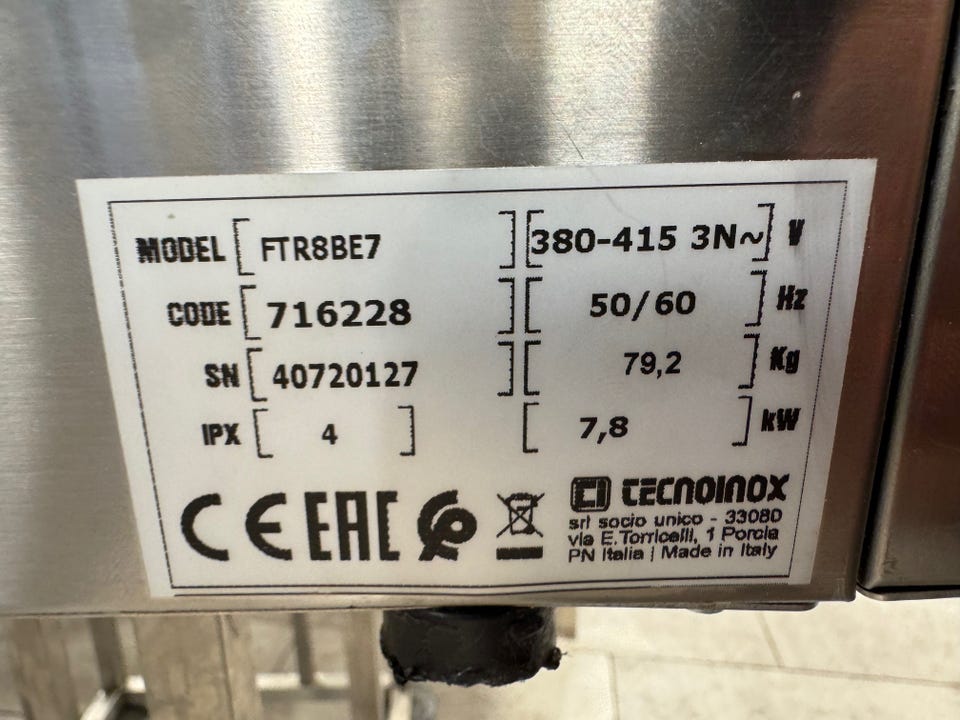 MODEL [ FTR8BE7 ] [ 380-415 3N~ ] V
CODE [ 716228 ] [ 50/60 ] Hz
SN [ 40720127 ] [ 79,2 ] Kg
IPX [ 4 ] [ 7,8 ] kW
CE EAC
TECNOINOX
srl socio unico - 33080
via E.Torricelli, 1 Porcia
PN Italia | Made in Italy